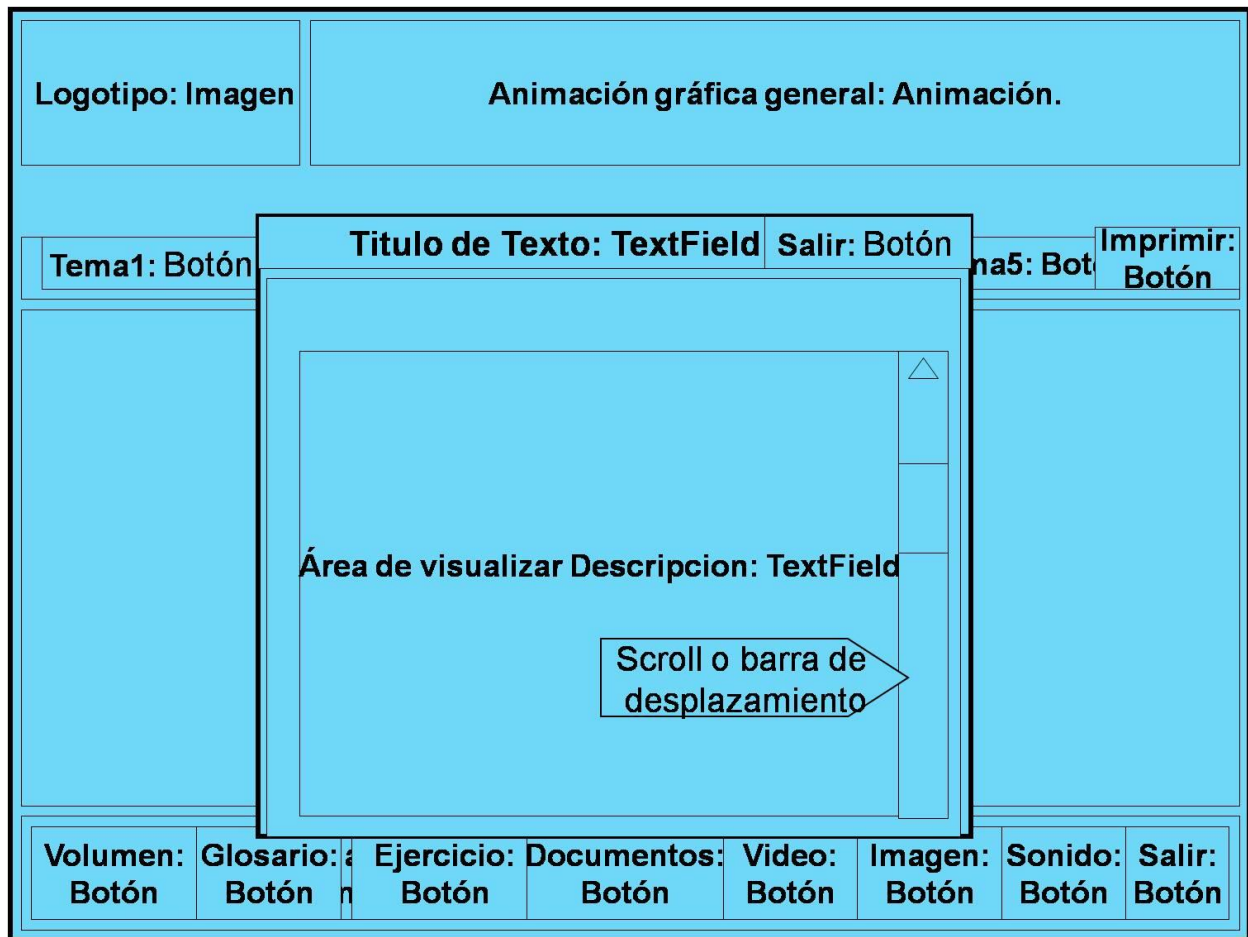 Logotipo: Imagen
Animación gráfica general: Animación.
Titulo de Texto: TextField
Salir: Botón
Tema1: Botón
ma5: Bot
Imprimir:
Botón
Área de visualizar Descripcion: TextField
Scroll o barra de
desplazamiento
Volumen:
Botón
Glosario:
Botón
Ejercicio:
Botón
Documentos:
Botón
Video:
Botón
Imagen:
Botón
Sonido:
Botón
Salir:
Botón